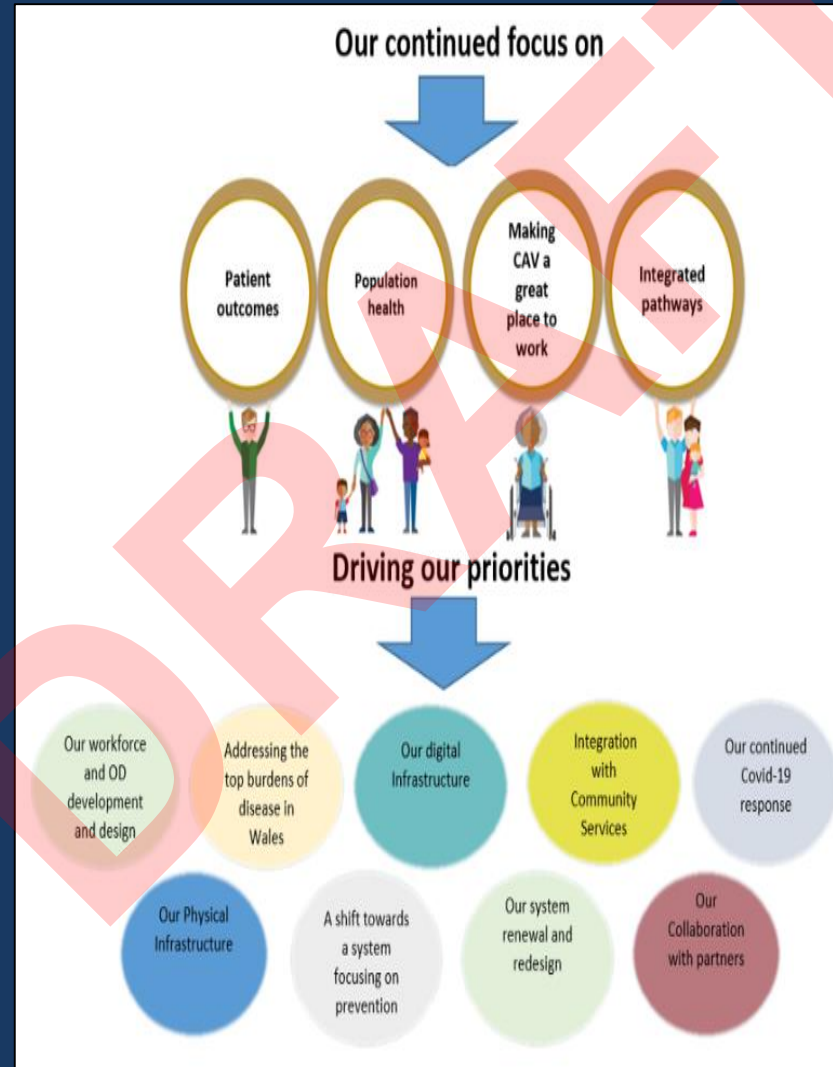 Our continued focus on
Patient
outcomes
Population
health
Making
CAV a
great
place to
work
Integrated
pathways
Driving our priorities
Our workforce
and OD
development
and design
Addressing the
top burdens of
disease in
Wales
Our digital
Infrastructure
Integration
with
Community
Services
Our continued
Covid-19
response
Our Physical
Infrastructure
A shift towards
a system
focusing on
prevention
Our system
renewal and
redesign
Our
Collaboration
with partners
DRAFT